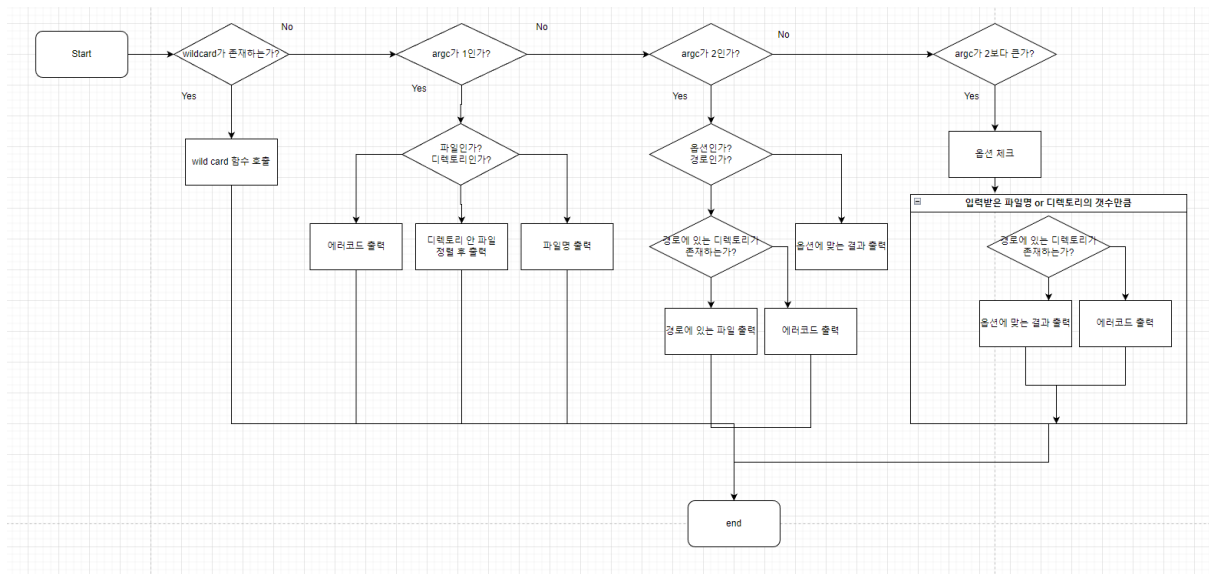 Start
wildcard가 존재하는가?
No
argc가 1인가?
No
argc가 2인가?
No
argc가 2보다 큰가?
Yes
Yes
Yes
Yes
wild card 함수 호출
파일인가?
디렉토리인가?
옵션인가?
경로인가?
옵션 체크
입력받은 파일명 or 디렉토리의 갯수만큼
에러코드 출력
디렉토리 안 파일
정렬 후 출력
파일명 출력
경로에 있는 디렉토리가
존재하는가?
옵션에 맞는 결과 출력
경로에 있는 디렉토리가
존재하는가?
경로에 있는 파일 출력
에러코드 출력
옵션에 맞는 결과 출력
에러코드 출력
end